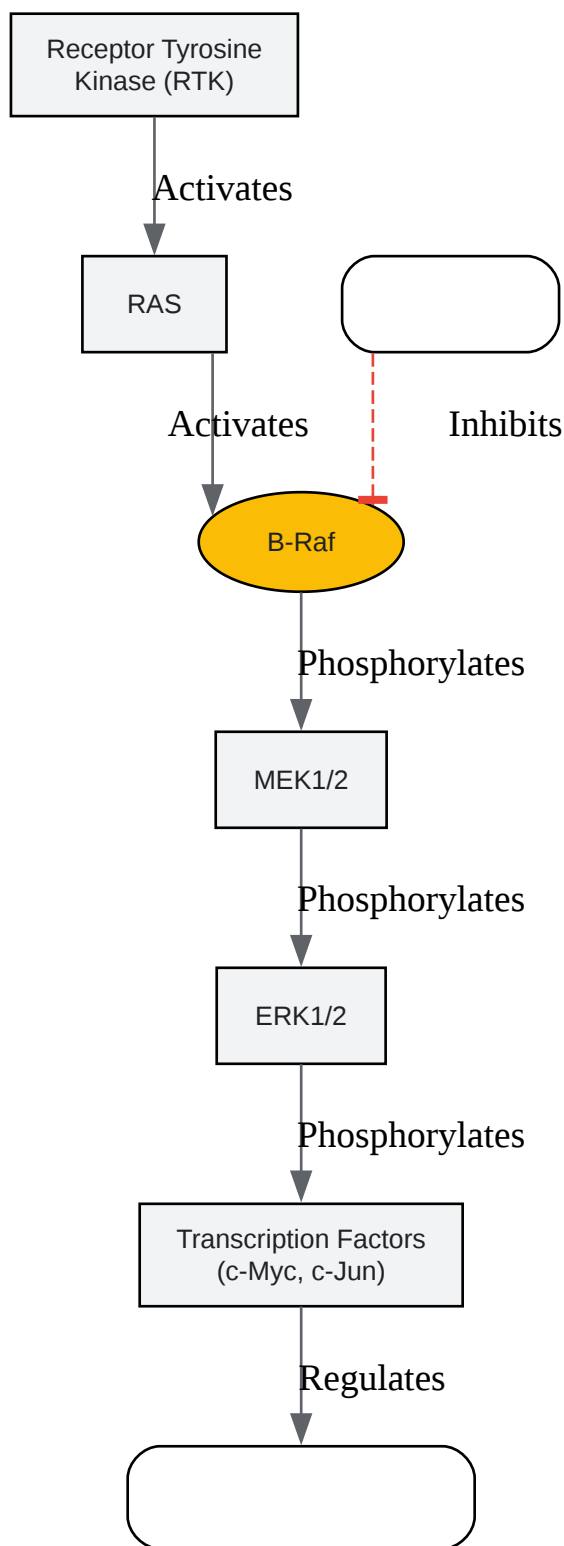 Receptor Tyrosine
Kinase (RTK)
Activates
RAS
Activates
Inhibits
B-Raf
Phosphorylates
MEK1/2
Phosphorylates
ERK1/2
Phosphorylates
Transcription Factors
(c-Myc, c-Jun)
Regulates